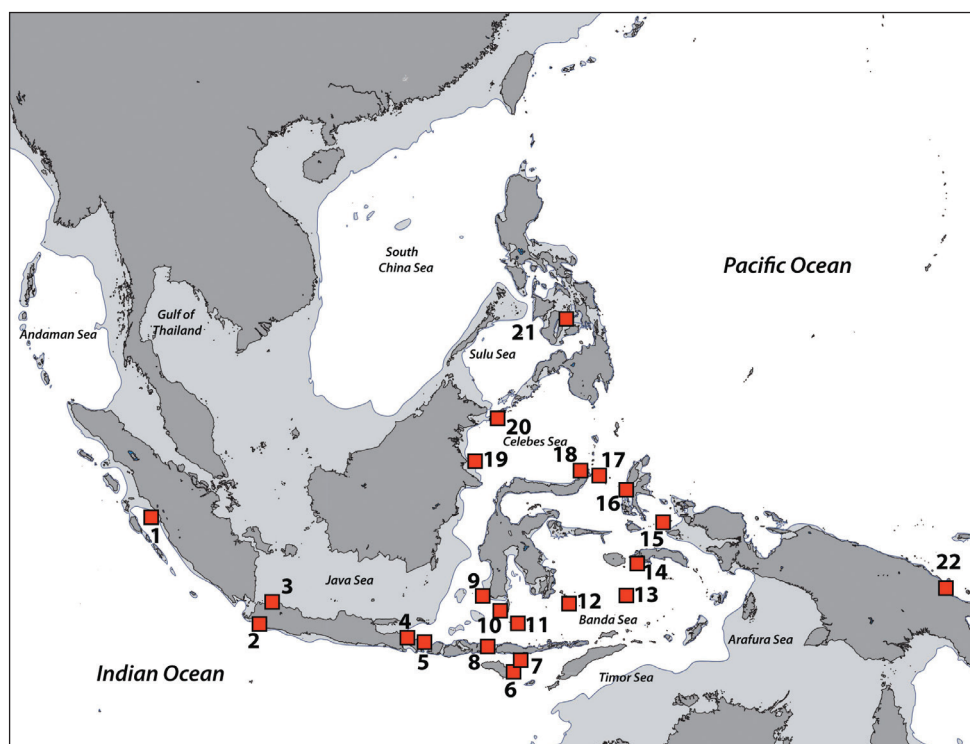 South
China Sea
Pacific Ocean
Gulf of
Thailand
Andaman Sea
21
Sulu Sea
20
Celebes Sea
19
18
17
16
1
15
14
22
3
Java Sea
9
13
12
2
10
11
Banda Sea
4
Arafura Sea
5
8
7
Indian Ocean
6
Timor Sea